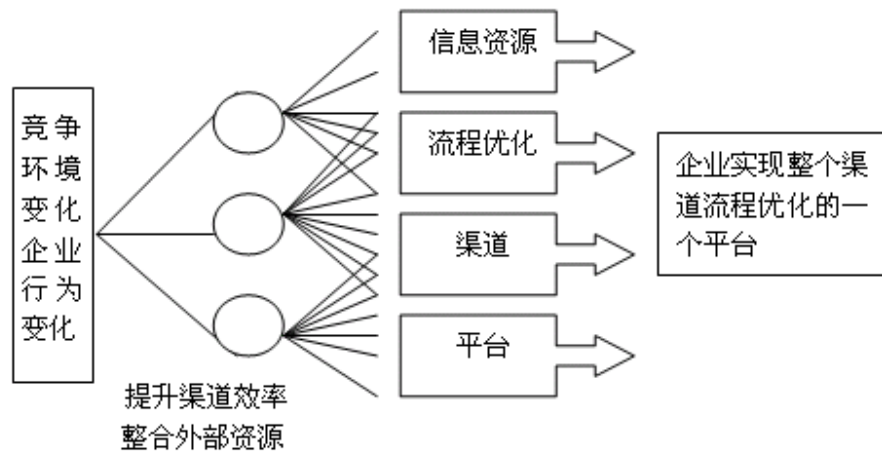 竞争
环境
变化
企业
行为
变化
提升渠道效率
整合外部资源
信息资源
流程优化
渠道
平台
企业实现整个渠
道流程优化的一
个平台